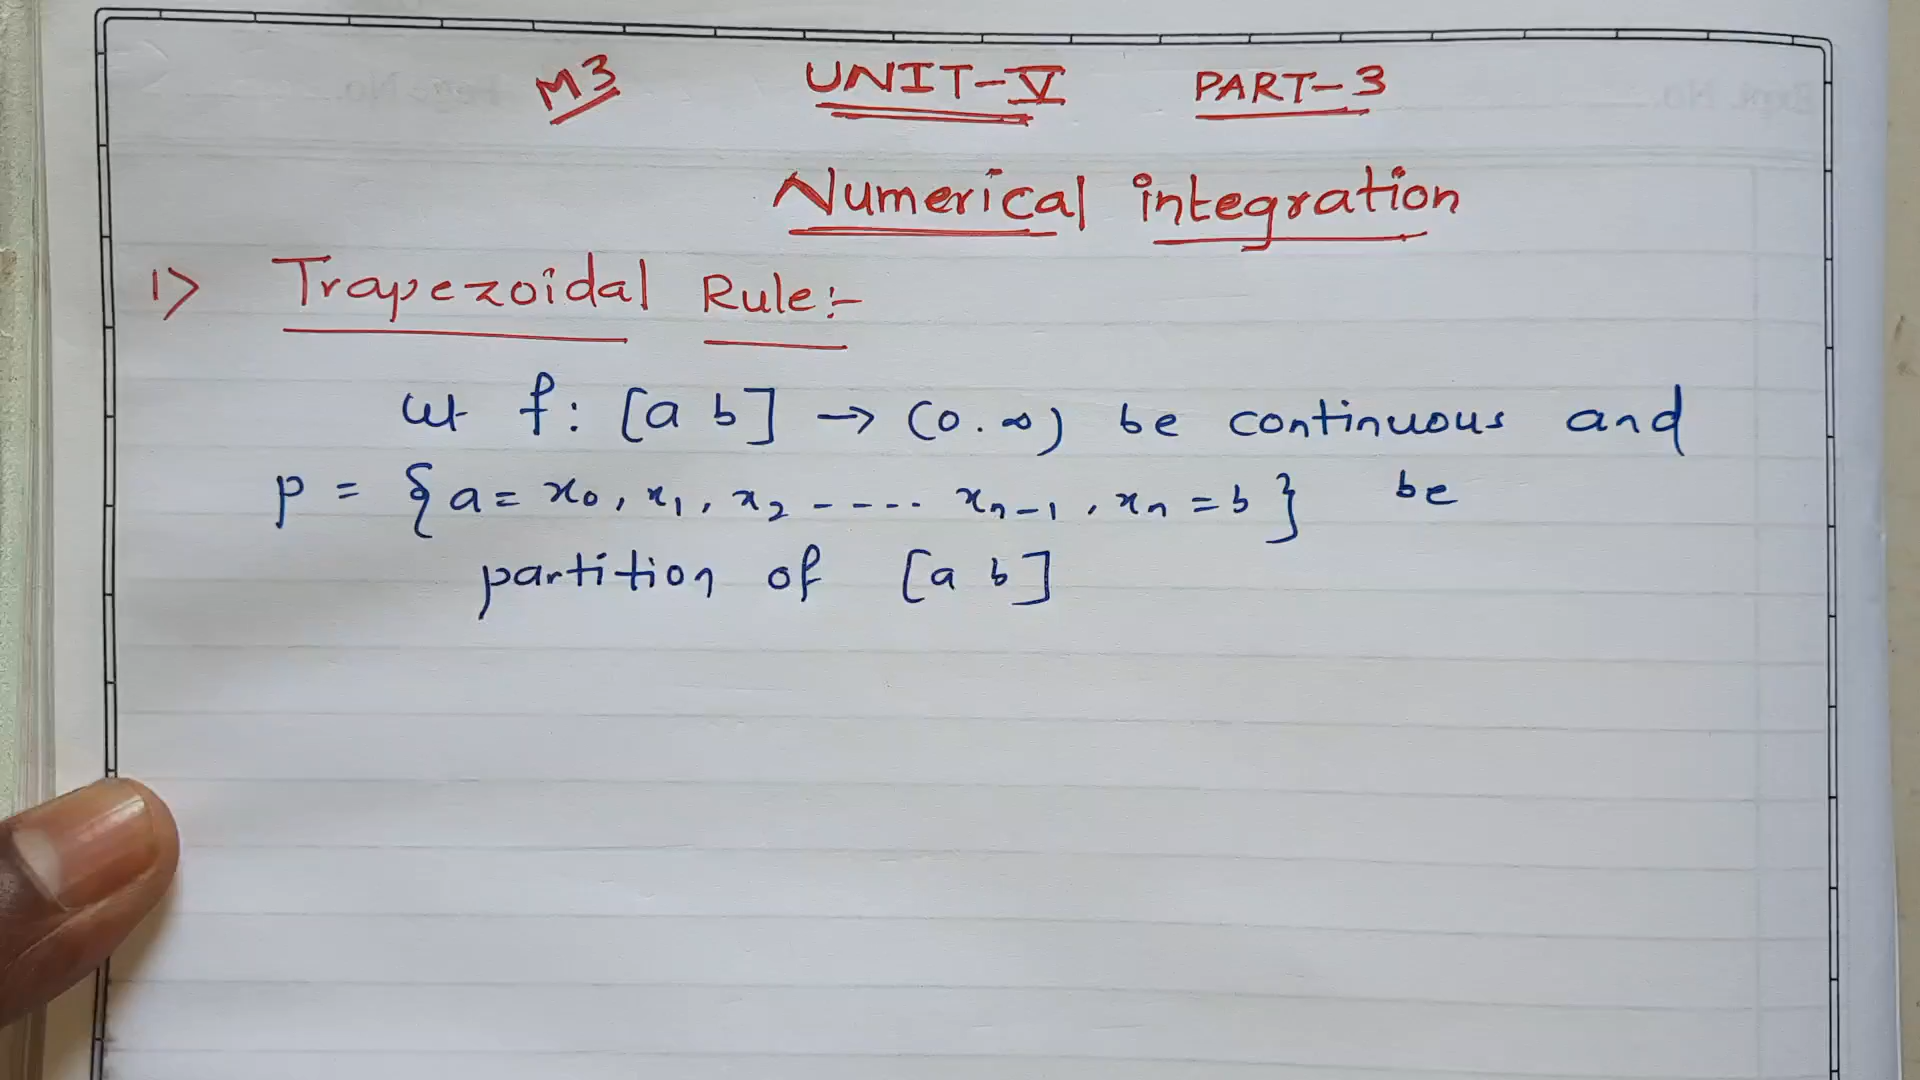 M3 UNIT-V PART-3
Numerical integration
1> Trapezoidal Rule:-
let f: [a b] → (0.∞) be continuous and
p = {a = x₀, x₁, x₂ - - - - . xₙ₋₁, xₙ = b} be
partition of [a b]